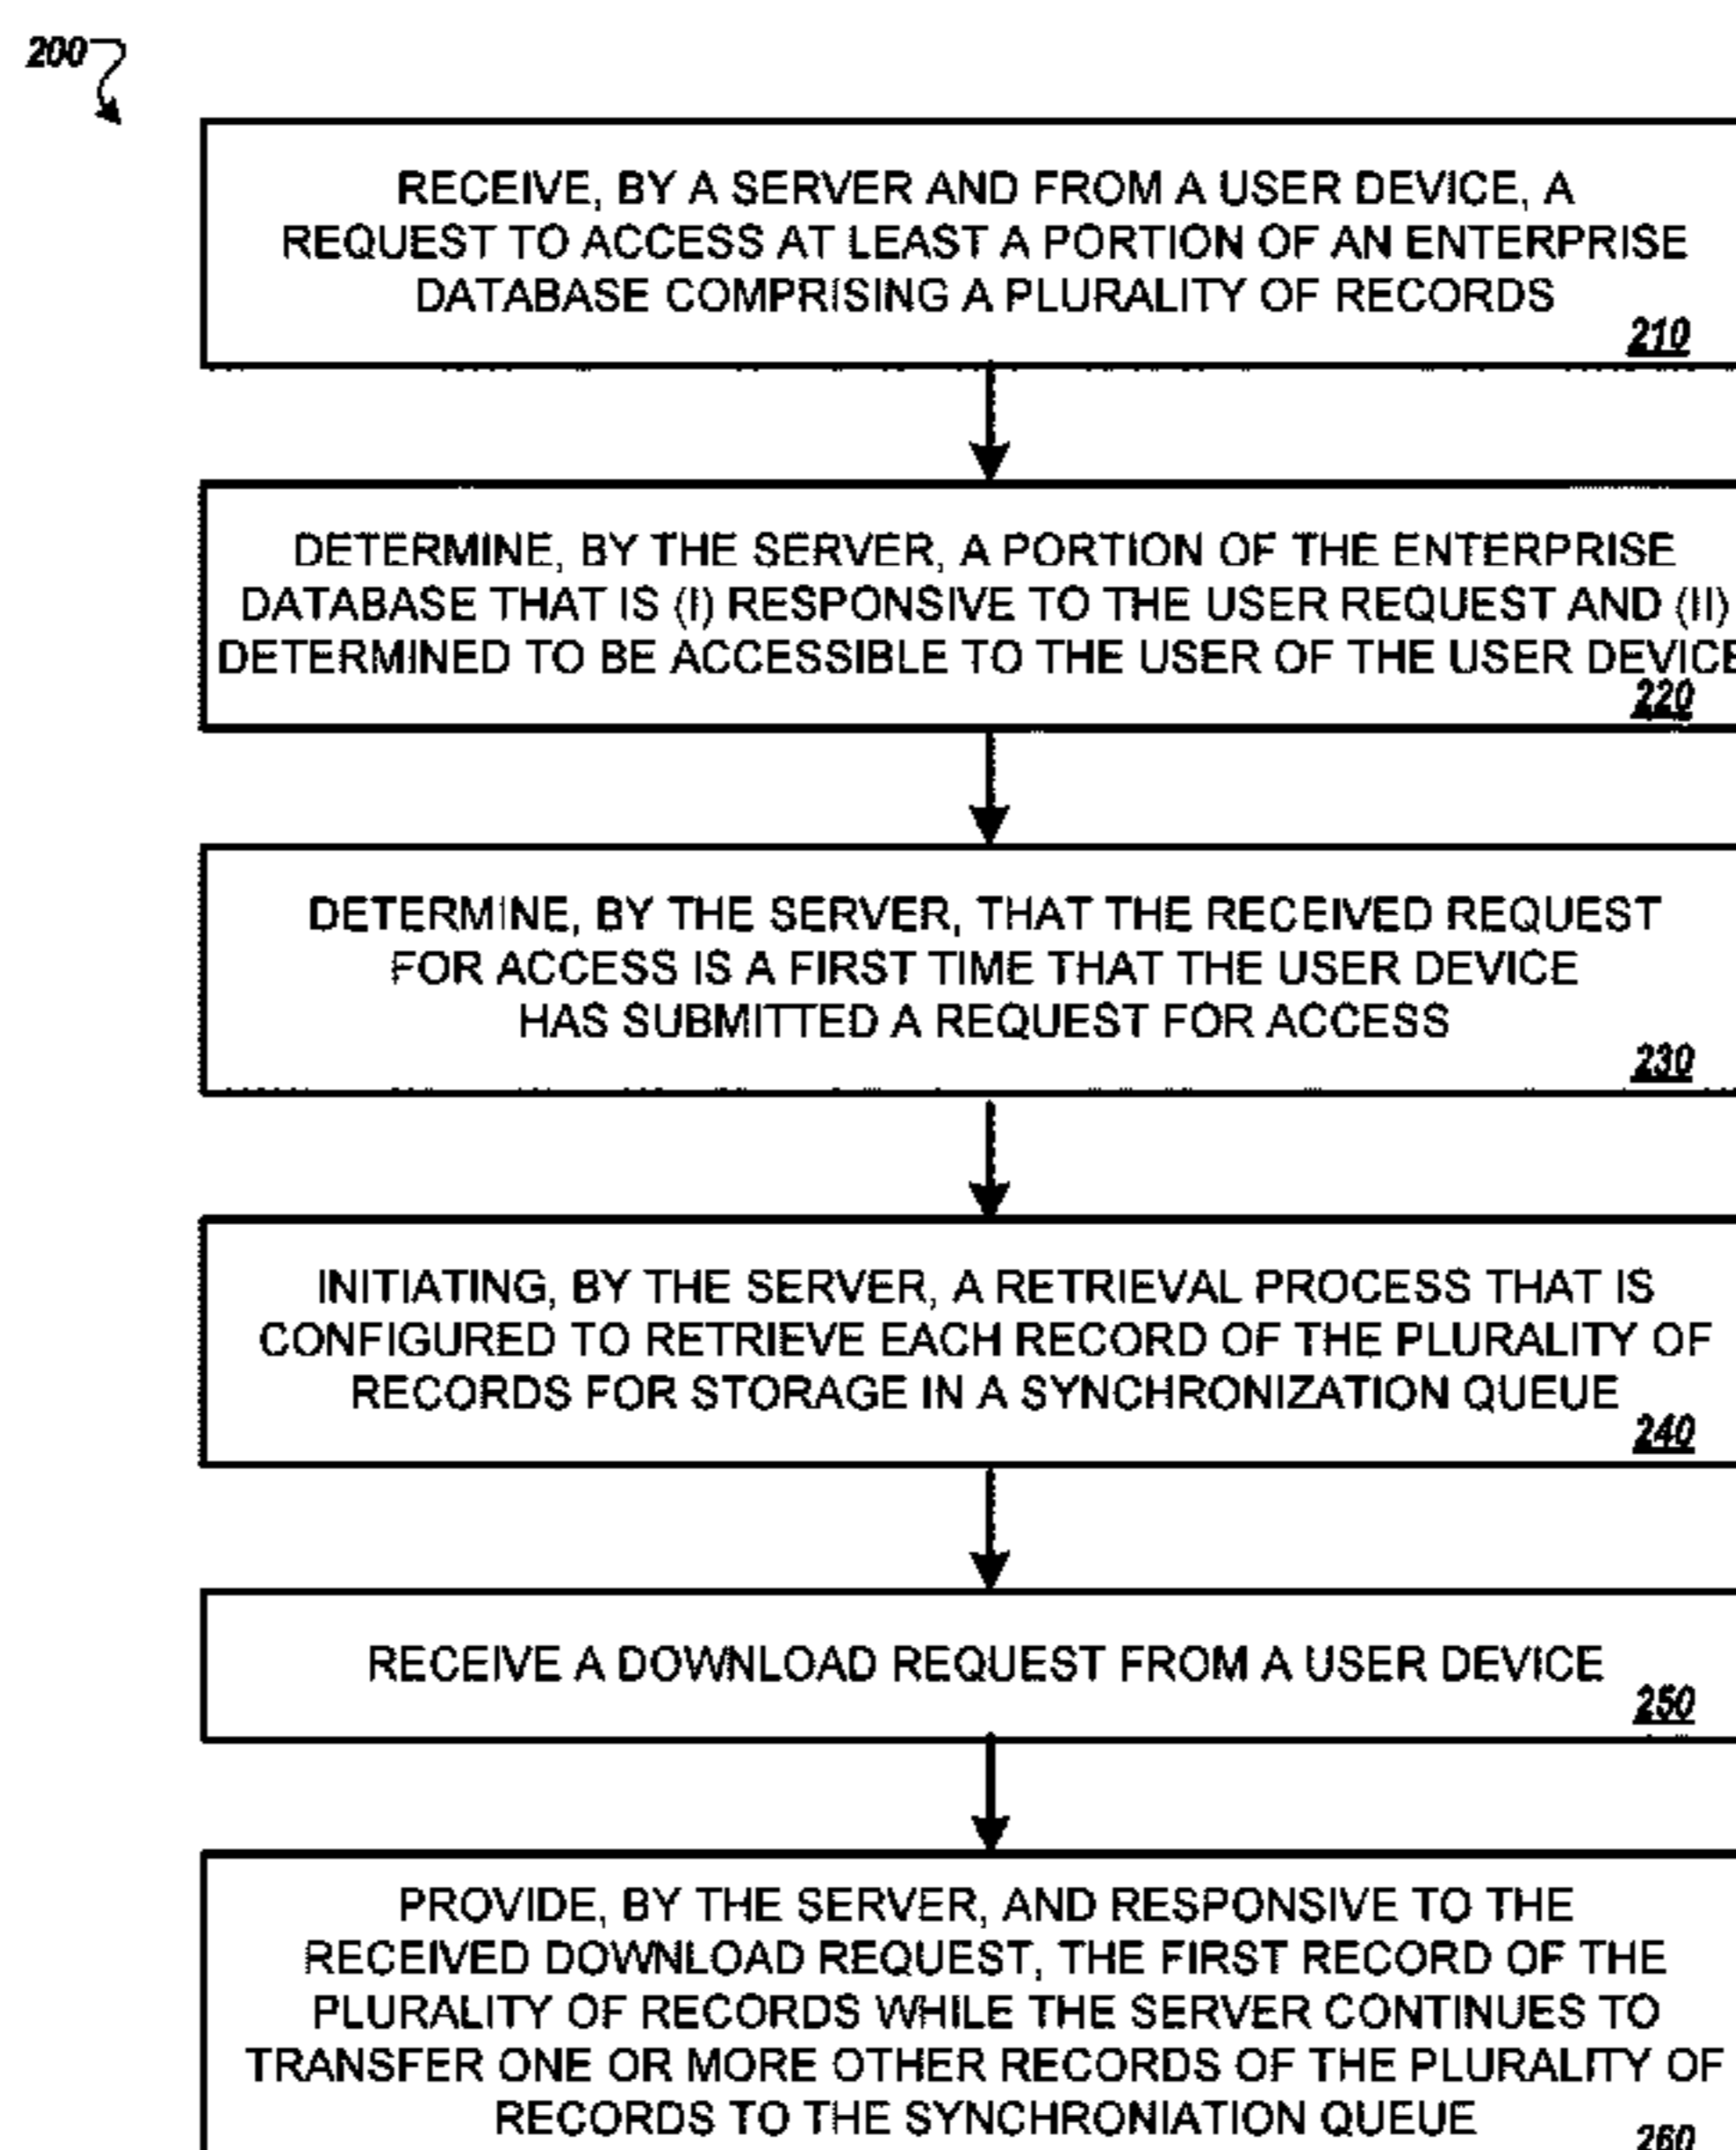 200
RECEIVE, BY A SERVER AND FROM A USER DEVICE, A
REQUEST TO ACCESS AT LEAST A PORTION OF AN ENTERPRISE
DATABASE COMPRISING A PLURALITY OF RECORDS
210
DETERMINE, BY THE SERVER, A PORTION OF THE ENTERPRISE
DATABASE THAT IS (I) RESPONSIVE TO THE USER REQUEST AND (II)
DETERMINED TO BE ACCESSIBLE TO THE USER OF THE USER DEVICE
220
DETERMINE, BY THE SERVER, THAT THE RECEIVED REQUEST
FOR ACCESS IS A FIRST TIME THAT THE USER DEVICE
HAS SUBMITTED A REQUEST FOR ACCESS
230
INITIATING, BY THE SERVER, A RETRIEVAL PROCESS THAT IS
CONFIGURED TO RETRIEVE EACH RECORD OF THE PLURALITY OF
RECORDS FOR STORAGE IN A SYNCHRONIZATION QUEUE
240
RECEIVE A DOWNLOAD REQUEST FROM A USER DEVICE
250
PROVIDE, BY THE SERVER, AND RESPONSIVE TO THE
RECEIVED DOWNLOAD REQUEST, THE FIRST RECORD OF THE
PLURALITY OF RECORDS WHILE THE SERVER CONTINUES TO
TRANSFER ONE OR MORE OTHER RECORDS OF THE PLURALITY OF
RECORDS TO THE SYNCHRONIATION QUEUE
260